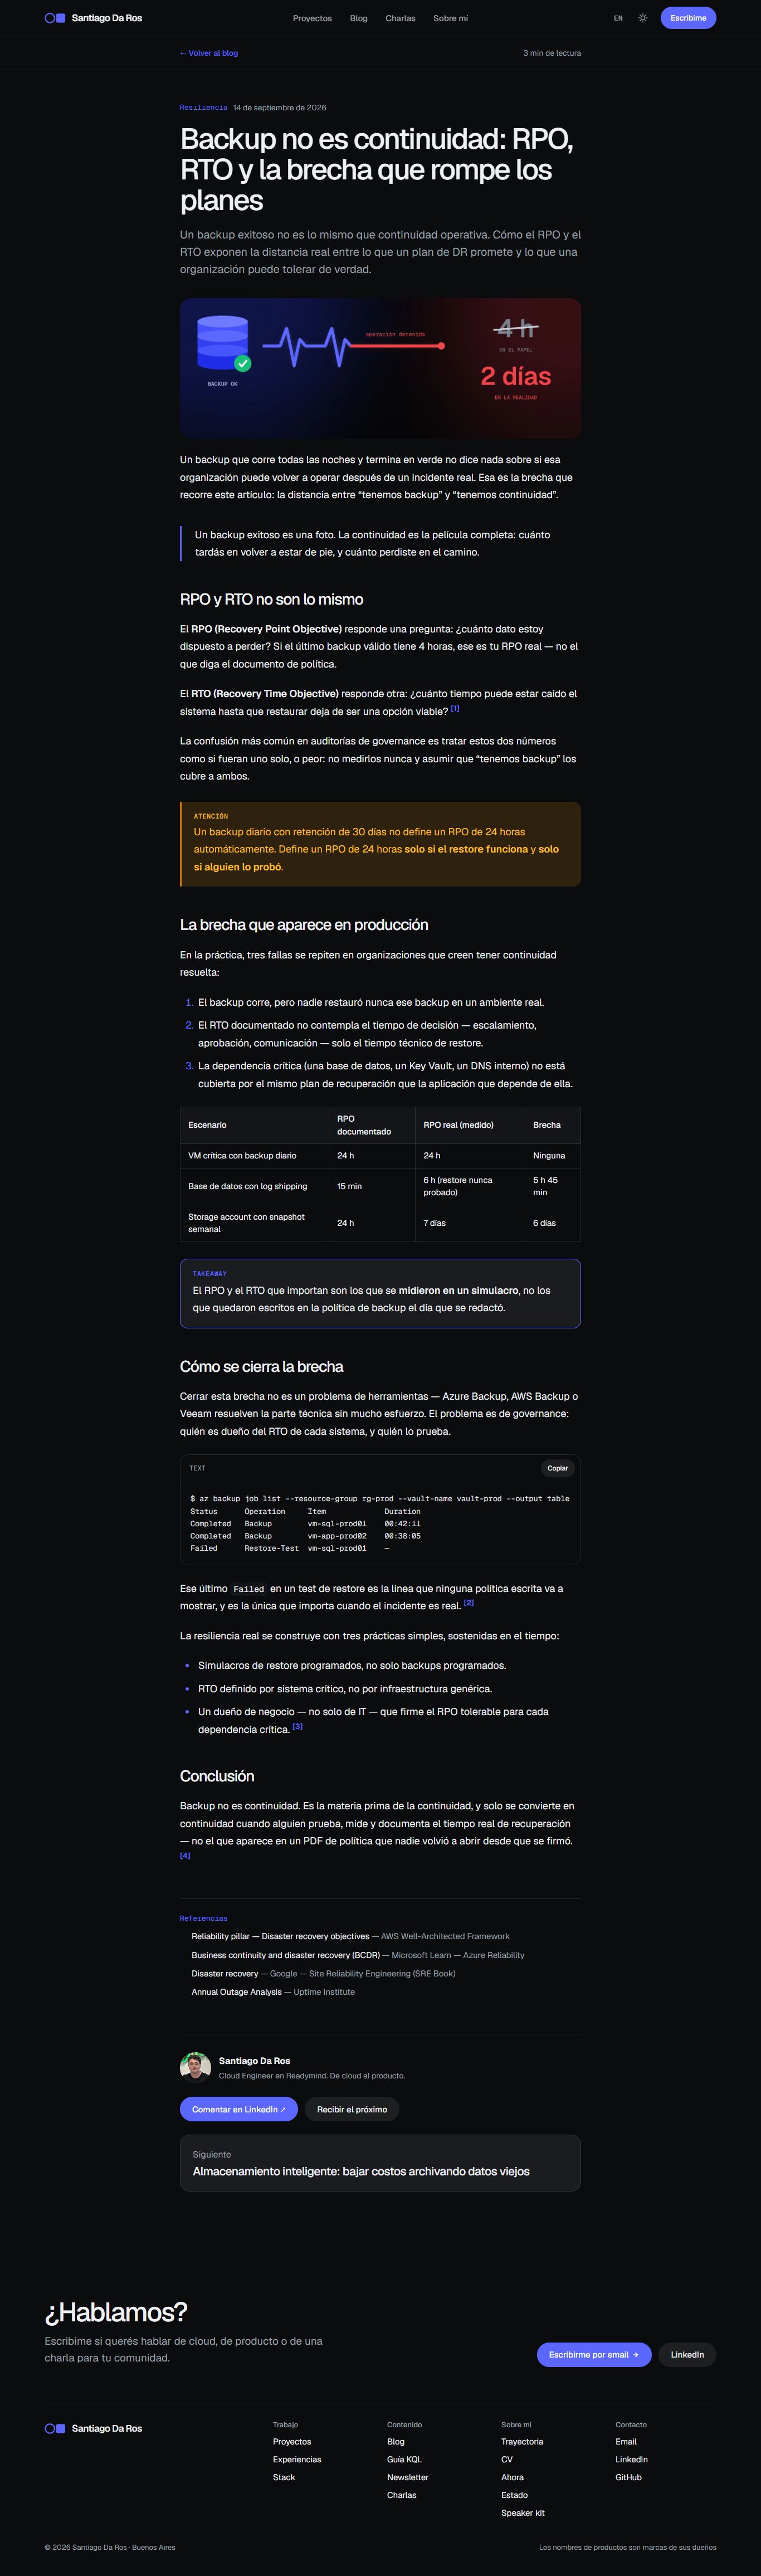 Santiago Da Ros
Proyectos Blog Charlas Sobre mí
EN
Escribime
← Volver al blog
3 min de lectura
Resiliencia 14 de septiembre de 2026
Backup no es continuidad: RPO,
RTO y la brecha que rompe los
planes
Un backup exitoso no es lo mismo que continuidad operativa. Cómo el RPO y el
RTO exponen la distancia real entre lo que un plan de DR promete y lo que una
organización puede tolerar de verdad.
BACKUP OK
operación detenida
4 h
EN EL PAPEL
2 días
EN LA REALIDAD
Un backup que corre todas las noches y termina en verde no dice nada sobre si esa
organización puede volver a operar después de un incidente real. Esa es la brecha que
recorre este artículo: la distancia entre “tenemos backup” y “tenemos continuidad”.
Un backup exitoso es una foto. La continuidad es la película completa: cuánto
tardás en volver a estar de pie, y cuánto perdiste en el camino.
RPO y RTO no son lo mismo
El RPO (Recovery Point Objective) responde una pregunta: ¿cuánto dato estoy
dispuesto a perder? Si el último backup válido tiene 4 horas, ese es tu RPO real — no el
que diga el documento de política.
El RTO (Recovery Time Objective) responde otra: ¿cuánto tiempo puede estar caído el
sistema hasta que restaurar deja de ser una opción viable? [1]
La confusión más común en auditorías de governance es tratar estos dos números
como si fueran uno solo, o peor: no medirlos nunca y asumir que “tenemos backup” los
cubre a ambos.
ATENCIÓN
Un backup diario con retención de 30 días no define un RPO de 24 horas
automáticamente. Define un RPO de 24 horas solo si el restore funciona y solo
si alguien lo probó.
La brecha que aparece en producción
En la práctica, tres fallas se repiten en organizaciones que creen tener continuidad
resuelta:
1. El backup corre, pero nadie restauró nunca ese backup en un ambiente real.
2. El RTO documentado no contempla el tiempo de decisión — escalamiento,
aprobación, comunicación — solo el tiempo técnico de restore.
3. La dependencia crítica (una base de datos, un Key Vault, un DNS interno) no está
cubierta por el mismo plan de recuperación que la aplicación que depende de ella.
Escenario RPO documentado RPO real (medido) Brecha
VM crítica con backup diario 24 h 24 h Ninguna
Base de datos con log shipping 15 min 6 h (restore nunca probado) 5 h 45 min
Storage account con snapshot semanal 24 h 7 días 6 días
TAKEAWAY
El RPO y el RTO que importan son los que se midieron en un simulacro, no los
que quedaron escritos en la política de backup el día que se redactó.
Cómo se cierra la brecha
Cerrar esta brecha no es un problema de herramientas — Azure Backup, AWS Backup o
Veeam resuelven la parte técnica sin mucho esfuerzo. El problema es de governance:
quién es dueño del RTO de cada sistema, y quién lo prueba.
TEXT
Copiar
$ az backup job list --resource-group rg-prod --vault-name vault-prod --output table
Status Operation Item Duration
Completed Backup vm-sql-prod01 00:42:11
Completed Backup vm-app-prod02 00:38:05
Failed Restore-Test vm-sql-prod01 —
Ese último Failed en un test de restore es la línea que ninguna política escrita va a
mostrar, y es la única que importa cuando el incidente es real. [2]
La resiliencia real se construye con tres prácticas simples, sostenidas en el tiempo:
• Simulacros de restore programados, no solo backups programados.
• RTO definido por sistema crítico, no por infraestructura genérica.
• Un dueño de negocio — no solo de IT — que firme el RPO tolerable para cada
dependencia crítica. [3]
Conclusión
Backup no es continuidad. Es la materia prima de la continuidad, y solo se convierte en
continuidad cuando alguien prueba, mide y documenta el tiempo real de recuperación
— no el que aparece en un PDF de política que nadie volvió a abrir desde que se firmó.
[4]
Referencias
Reliability pillar — Disaster recovery objectives — AWS Well-Architected Framework
Business continuity and disaster recovery (BCDR) — Microsoft Learn — Azure Reliability
Disaster recovery — Google — Site Reliability Engineering (SRE Book)
Annual Outage Analysis — Uptime Institute
Santiago Da Ros
Cloud Engineer en Readymind. De cloud al producto.
Comentar en LinkedIn ↗
Recibir el próximo
Siguiente
Almacenamiento inteligente: bajar costos archivando datos viejos
¿Hablamos?
Escribime si querés hablar de cloud, de producto o de una
charla para tu comunidad.
Escribirme por email →
LinkedIn
Santiago Da Ros
Trabajo
Proyectos
Experiencias
Stack
Contenido
Blog
Guía KQL
Newsletter
Charlas
Sobre mí
Trayectoria
CV
Ahora
Estado
Speaker kit
Contacto
Email
LinkedIn
GitHub
© 2026 Santiago Da Ros · Buenos Aires
Los nombres de productos son marcas de sus dueños